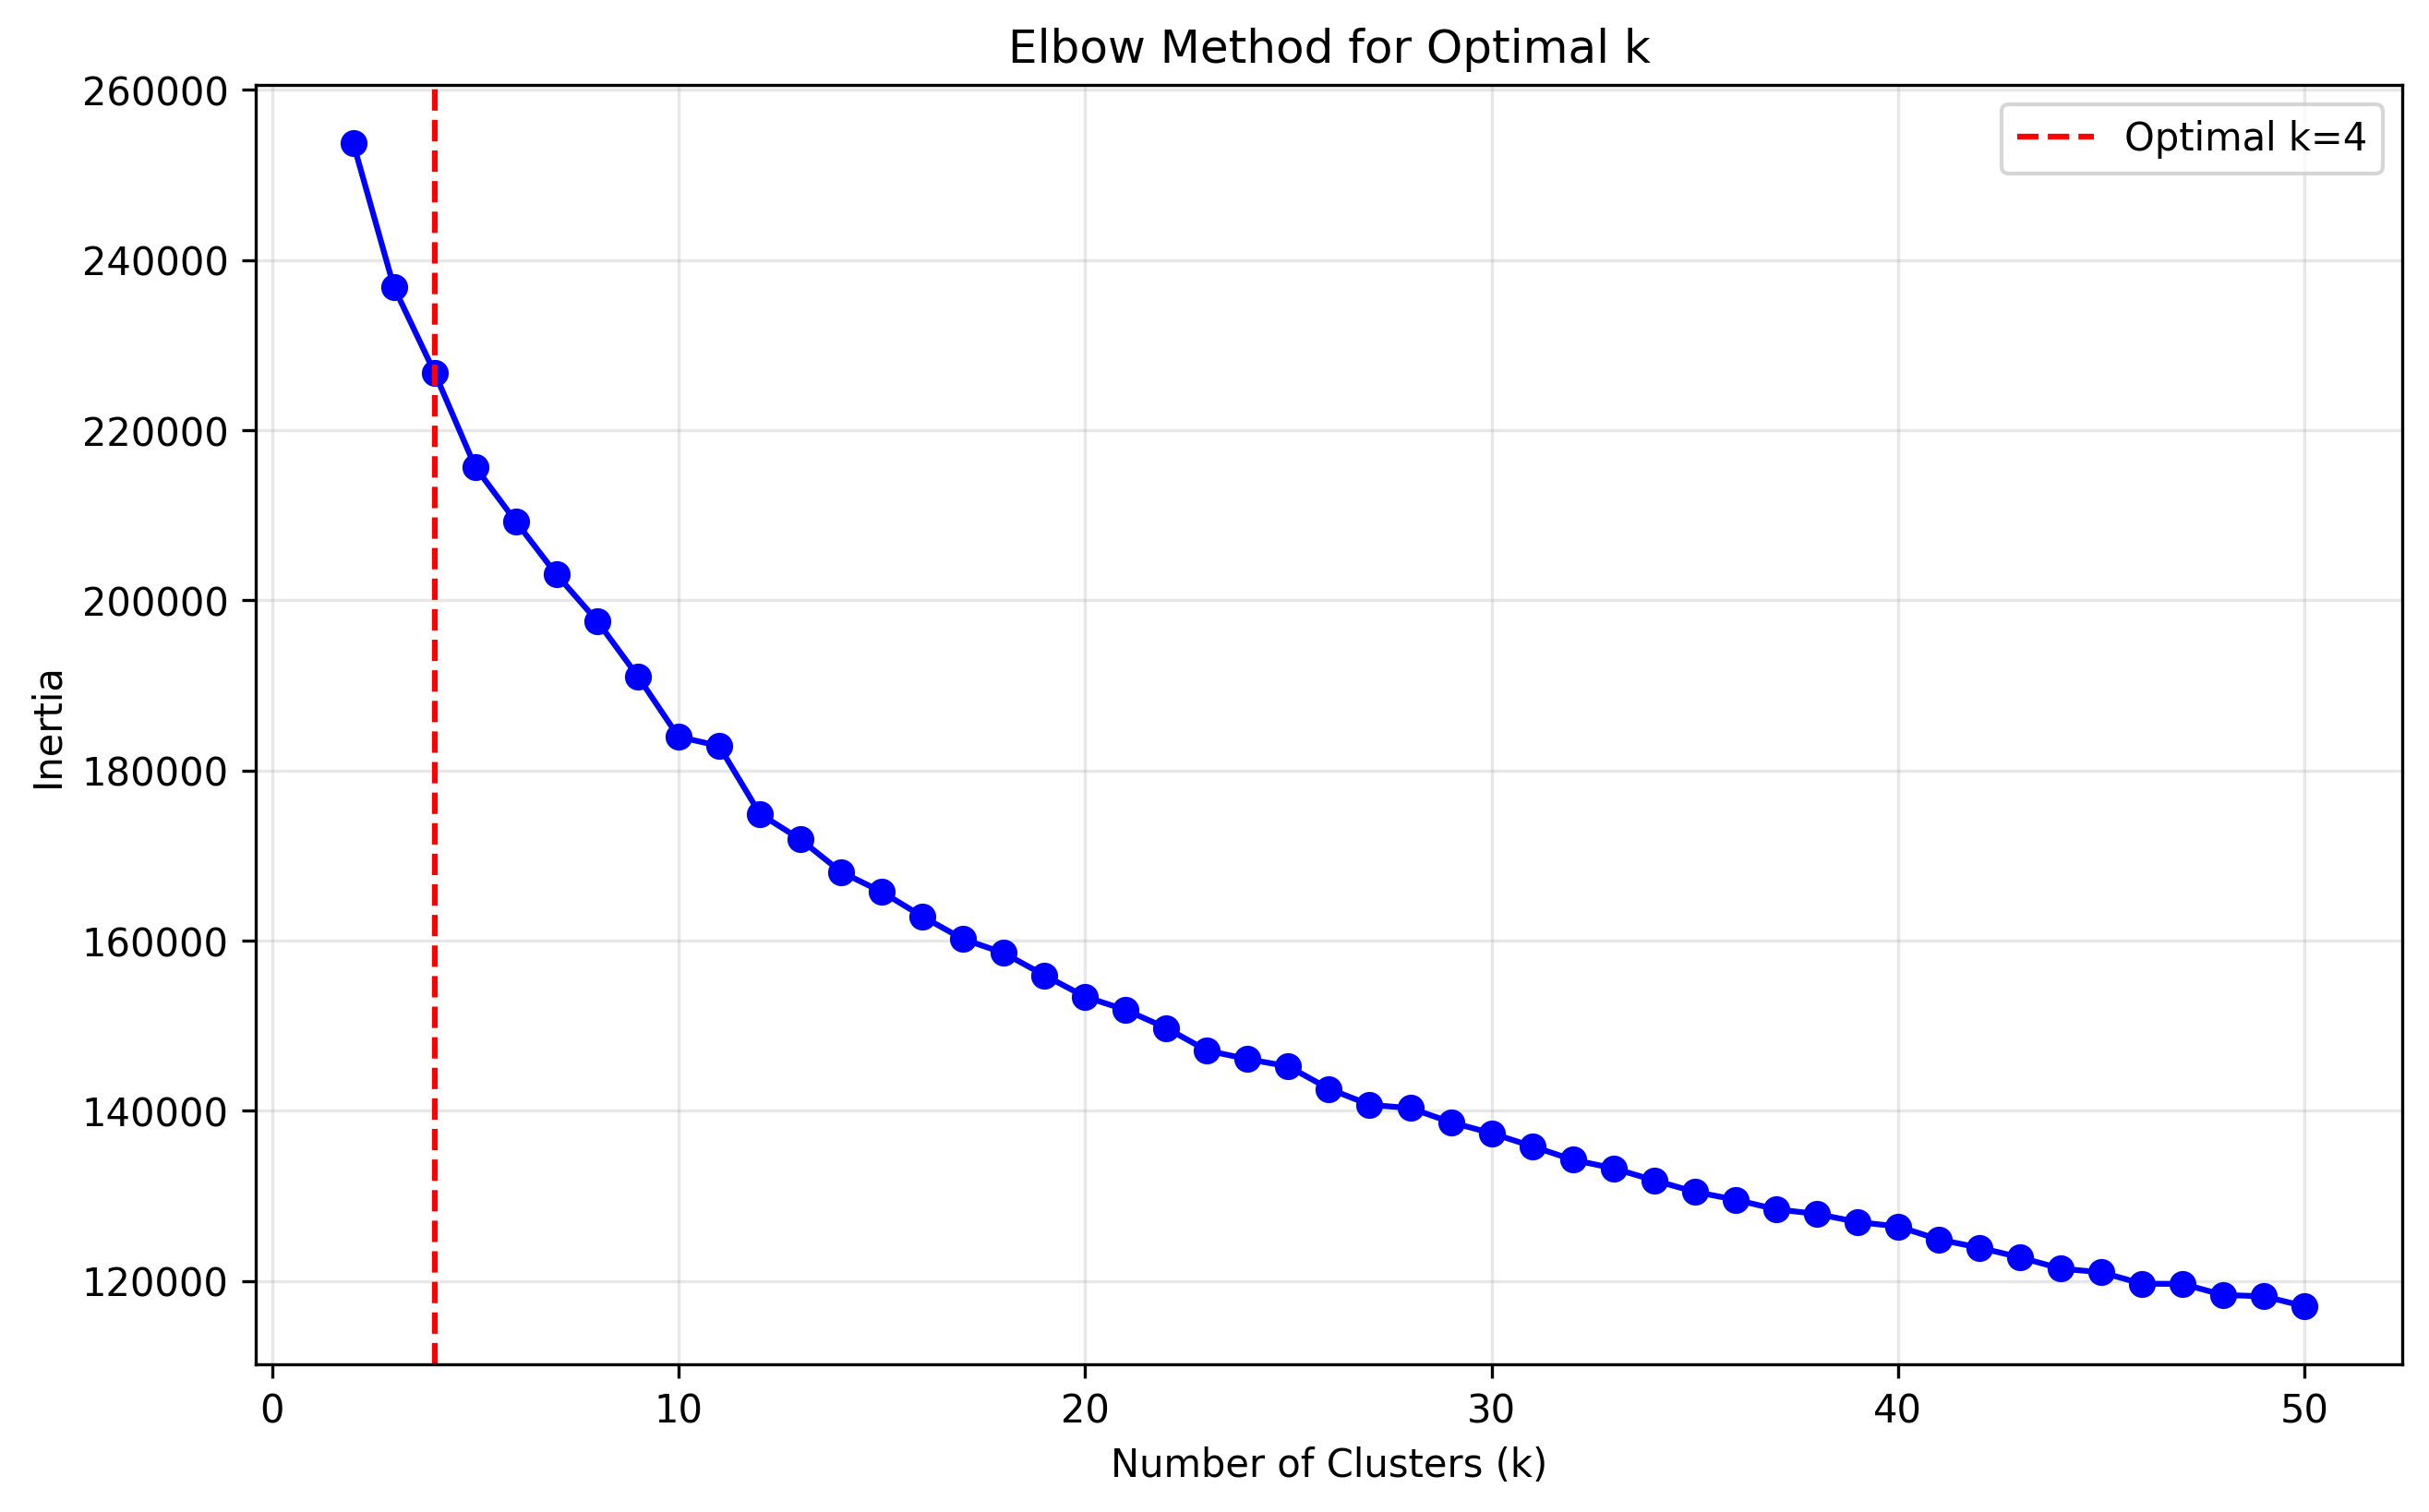 Elbow Method for Optimal k
Optimal k=4
Inertia
260000
240000
220000
200000
180000
160000
140000
120000
0 10 20 30 40 50
Number of Clusters (k)